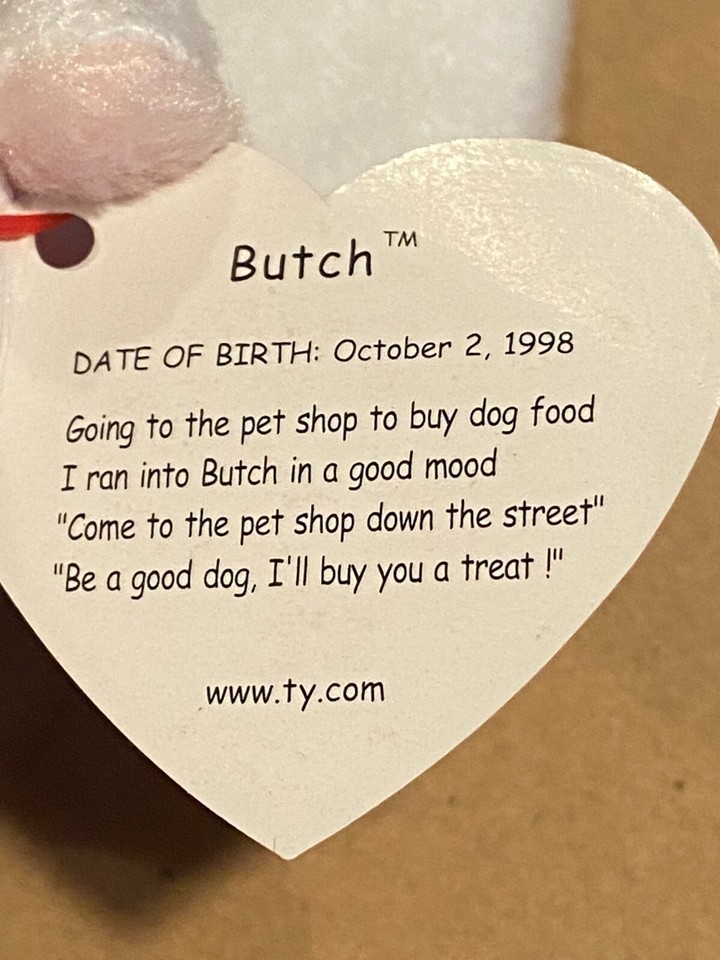 Butch™
DATE OF BIRTH: October 2, 1998
Going to the pet shop to buy dog food
I ran into Butch in a good mood
"Come to the pet shop down the street"
"Be a good dog, I'll buy you a treat !"
www.ty.com